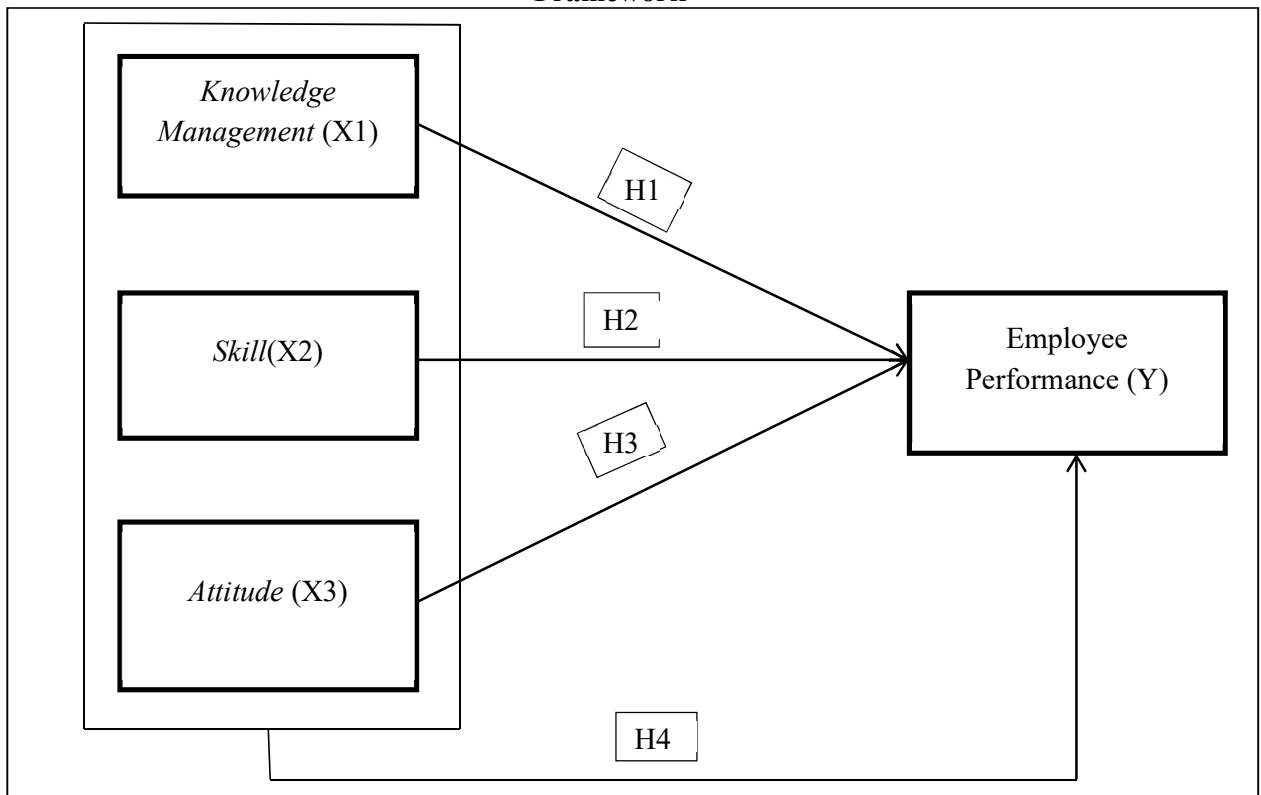 Framework
Knowledge
Management (X1)
H1
H2
Skill(X2)
Employee
Performance (Y)
H3
Attitude (X3)
H4